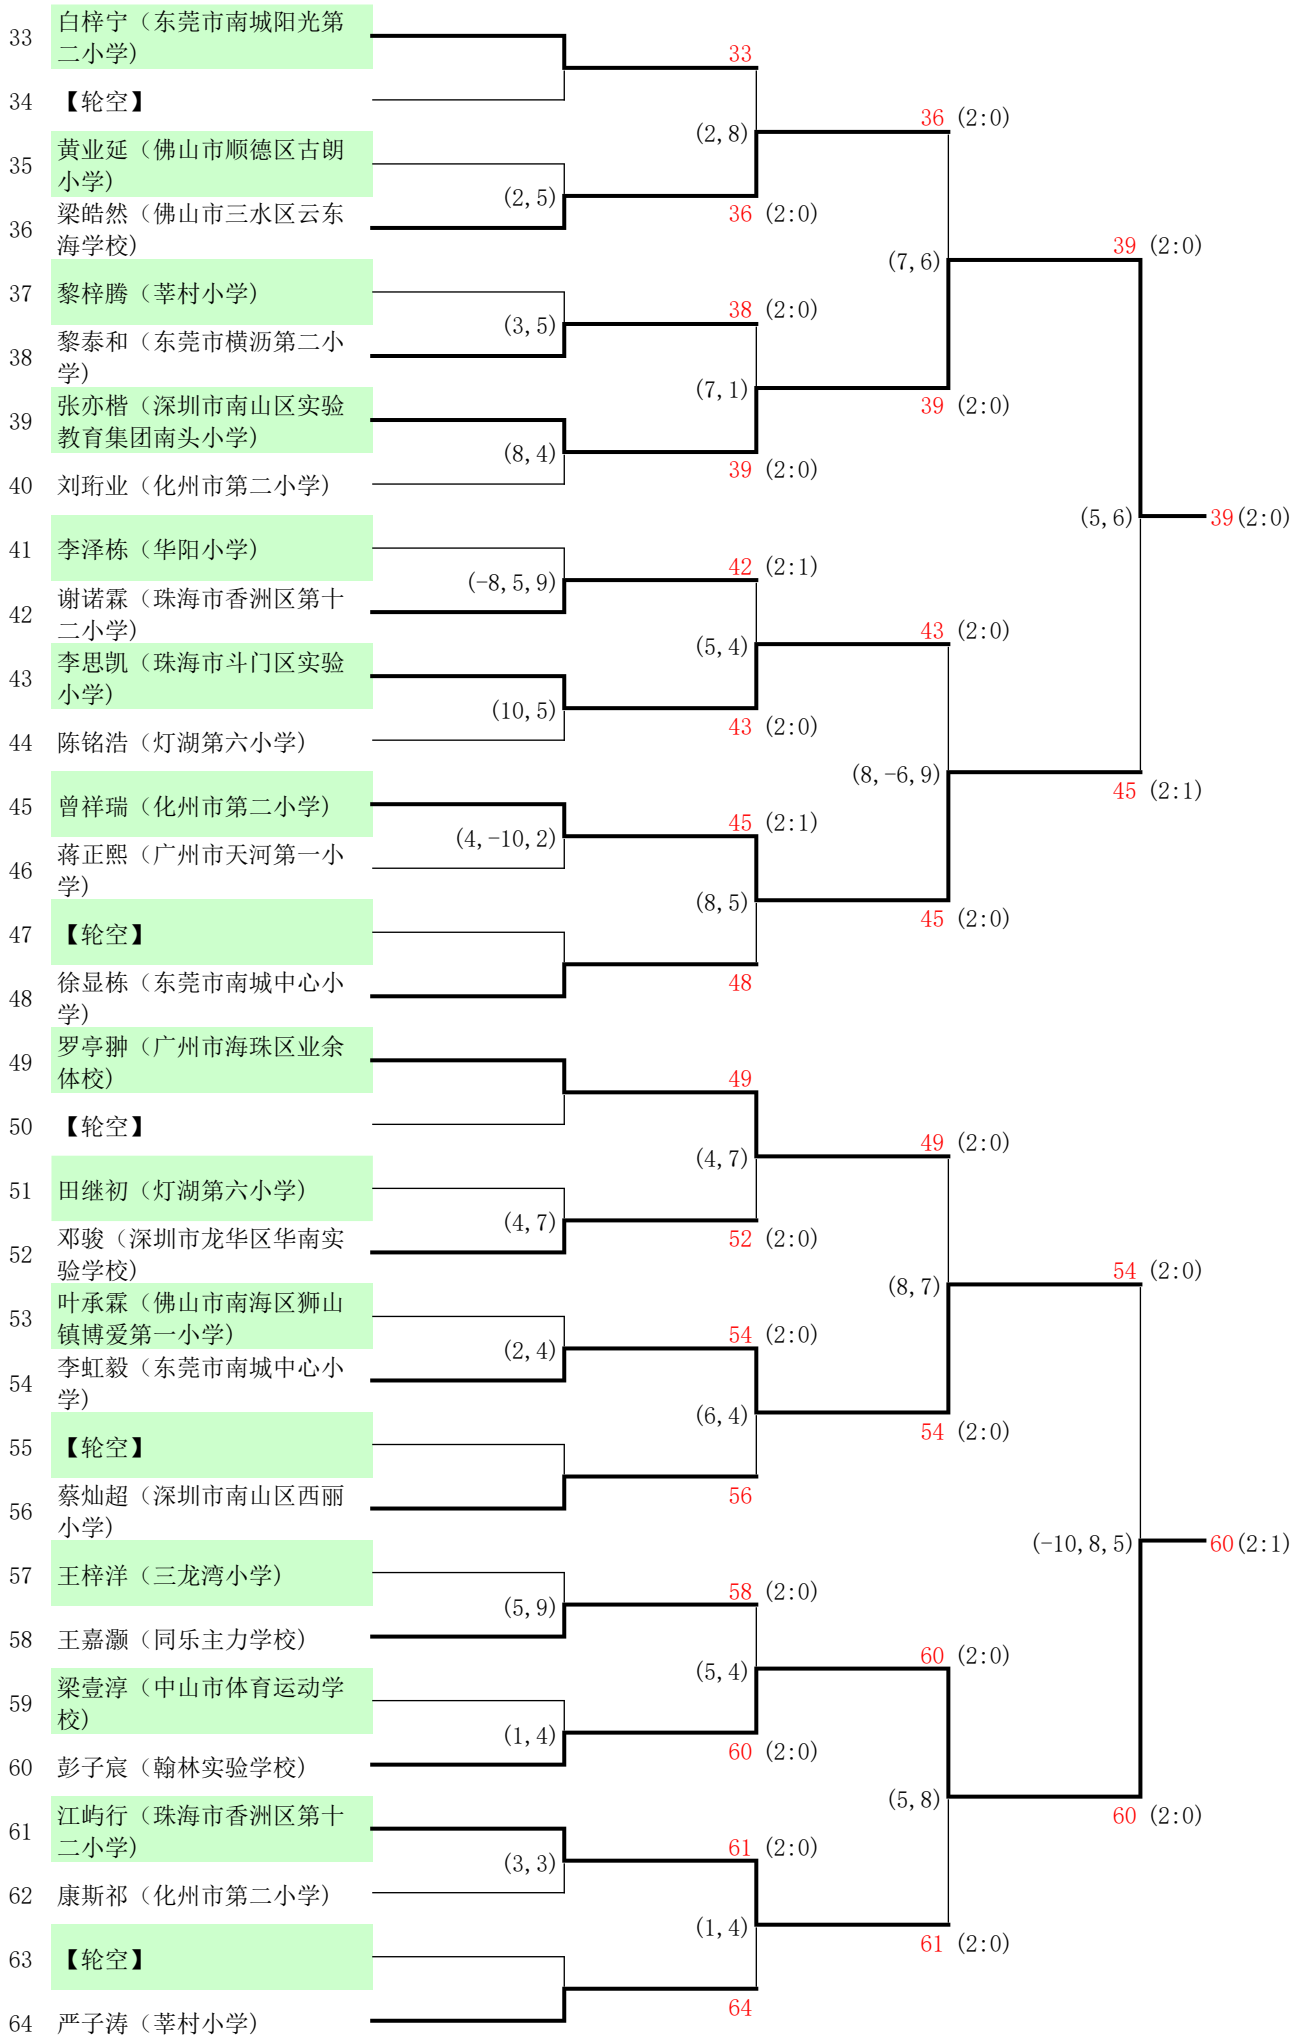 33 白梓宁（东莞市南城阳光第
二小学）
33
34 【轮空】
36 (2:0)
(2,8)
35 黄业延（佛山市顺德区古朗
小学）
(2,5)
36 (2:0)
36 梁皓然（佛山市三水区云东
海学校）
39 (2:0)
(7,6)
37 黎梓腾（莘村小学）
38 (2:0)
(3,5)
38 黎泰和（东莞市横沥第二小
学）
(7,1)
39 (2:0)
39 张亦楷（深圳市南山区实验
教育集团南头小学）
(8,4)
39 (2:0)
40 刘珩业（化州市第二小学）
(5,6)
39(2:0)
41 李泽栋（华阳小学）
42 (2:1)
(-8,5,9)
42 谢诺霖（珠海市香洲区第十
二小学）
43 (2:0)
(5,4)
43 李思凯（珠海市斗门区实验
小学）
(10,5)
43 (2:0)
44 陈铭浩（灯湖第六小学）
(8,-6,9)
45 (2:1)
45 曾祥瑞（化州市第二小学）
45 (2:1)
(4,-10,2)
46 蒋正熙（广州市天河第一小
学）
(8,5)
45 (2:0)
47 【轮空】
48
48 徐显栋（东莞市南城中心小
学）
49 罗亭翀（广州市海珠区业余
体校）
49
50 【轮空】
49 (2:0)
(4,7)
51 田继初（灯湖第六小学）
(4,7)
52 (2:0)
52 邓骏（深圳市龙华区华南实
验学校）
54 (2:0)
(8,7)
53 叶承霖（佛山市南海区狮山
镇博爱第一小学）
54 (2:0)
(2,4)
54 李虹毅（东莞市南城中心小
学）
(6,4)
54 (2:0)
55 【轮空】
56
56 蔡灿超（深圳市南山区西丽
小学）
(-10,8,5)
60(2:1)
57 王梓洋（三龙湾小学）
58 (2:0)
(5,9)
58 王嘉灏（同乐主力学校）
60 (2:0)
(5,4)
59 梁壹淳（中山市体育运动学
校）
(1,4)
60 (2:0)
60 彭子宸（翰林实验学校）
(5,8)
60 (2:0)
61 江屿行（珠海市香洲区第十
二小学）
61 (2:0)
(3,3)
62 康斯祁（化州市第二小学）
(1,4)
61 (2:0)
63 【轮空】
64
64 严子涛（莘村小学）